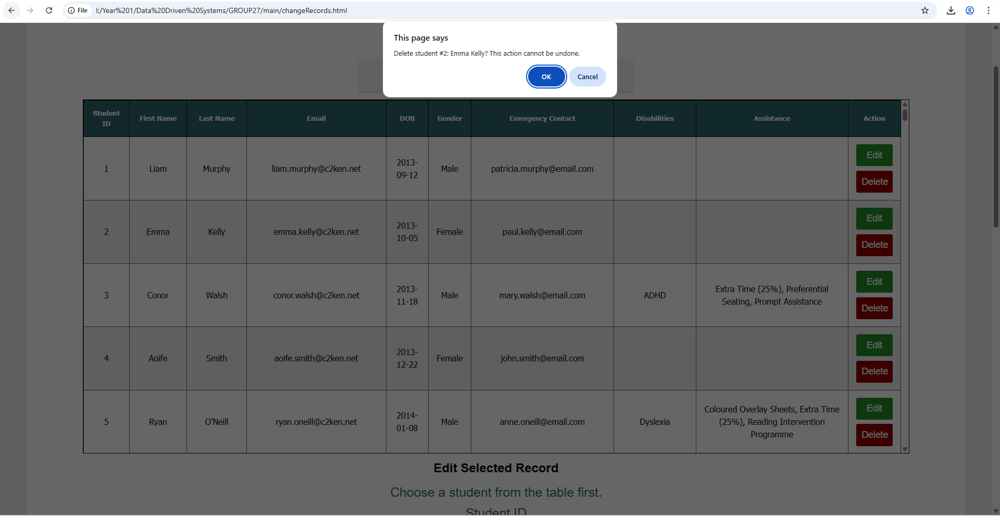 File I:/Year%201/Data%20Driven%20Systems/GROUP27/main/changeRecords.html
This page says
Delete student #2: Emma Kelly? This action cannot be undone.
OK Cancel
Student ID First Name Last Name Email DOB Gender Emergency Contact Disabilities Assistance Action
1 Liam Murphy liam.murphy@c2ken.net 2013-09-12 Male patricia.murphy@email.com Edit
Delete
2 Emma Kelly emma.kelly@c2ken.net 2013-10-05 Female paul.kelly@email.com Edit
Delete
3 Conor Walsh conor.walsh@c2ken.net 2013-11-18 Male mary.walsh@email.com ADHD Extra Time (25%), Preferential Seating, Prompt Assistance Edit
Delete
4 Aoife Smith aoife.smith@c2ken.net 2013-12-22 Female john.smith@email.com Edit
Delete
5 Ryan O'Neill ryan.oneill@c2ken.net 2014-01-08 Male anne.oneill@email.com Dyslexia Coloured Overlay Sheets, Extra Time (25%), Reading Intervention Programme Edit
Delete
Edit Selected Record
Choose a student from the table first.
Student ID